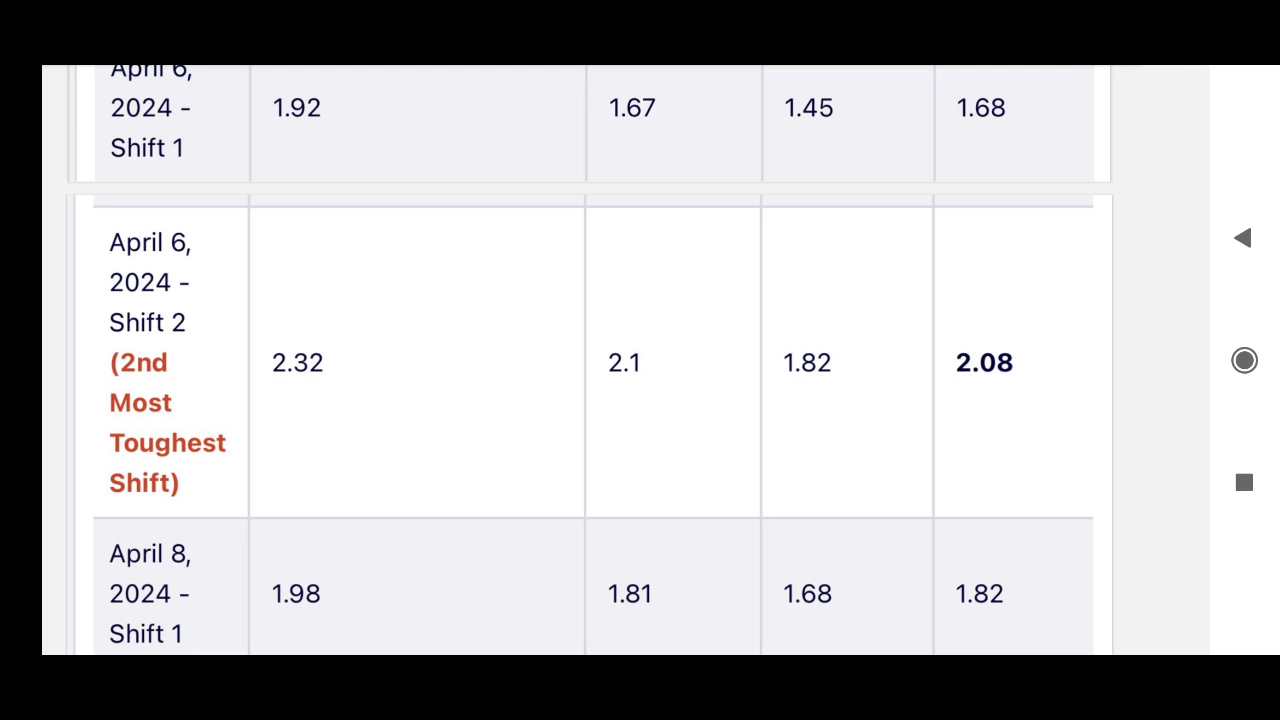 April 6,
2024 -
Shift 1
1.92
1.67
1.45
1.68
April 6,
2024 -
Shift 2
(2nd
Most
Toughest
Shift)
2.32
2.1
1.82
2.08
April 8,
2024 -
Shift 1
1.98
1.81
1.68
1.82